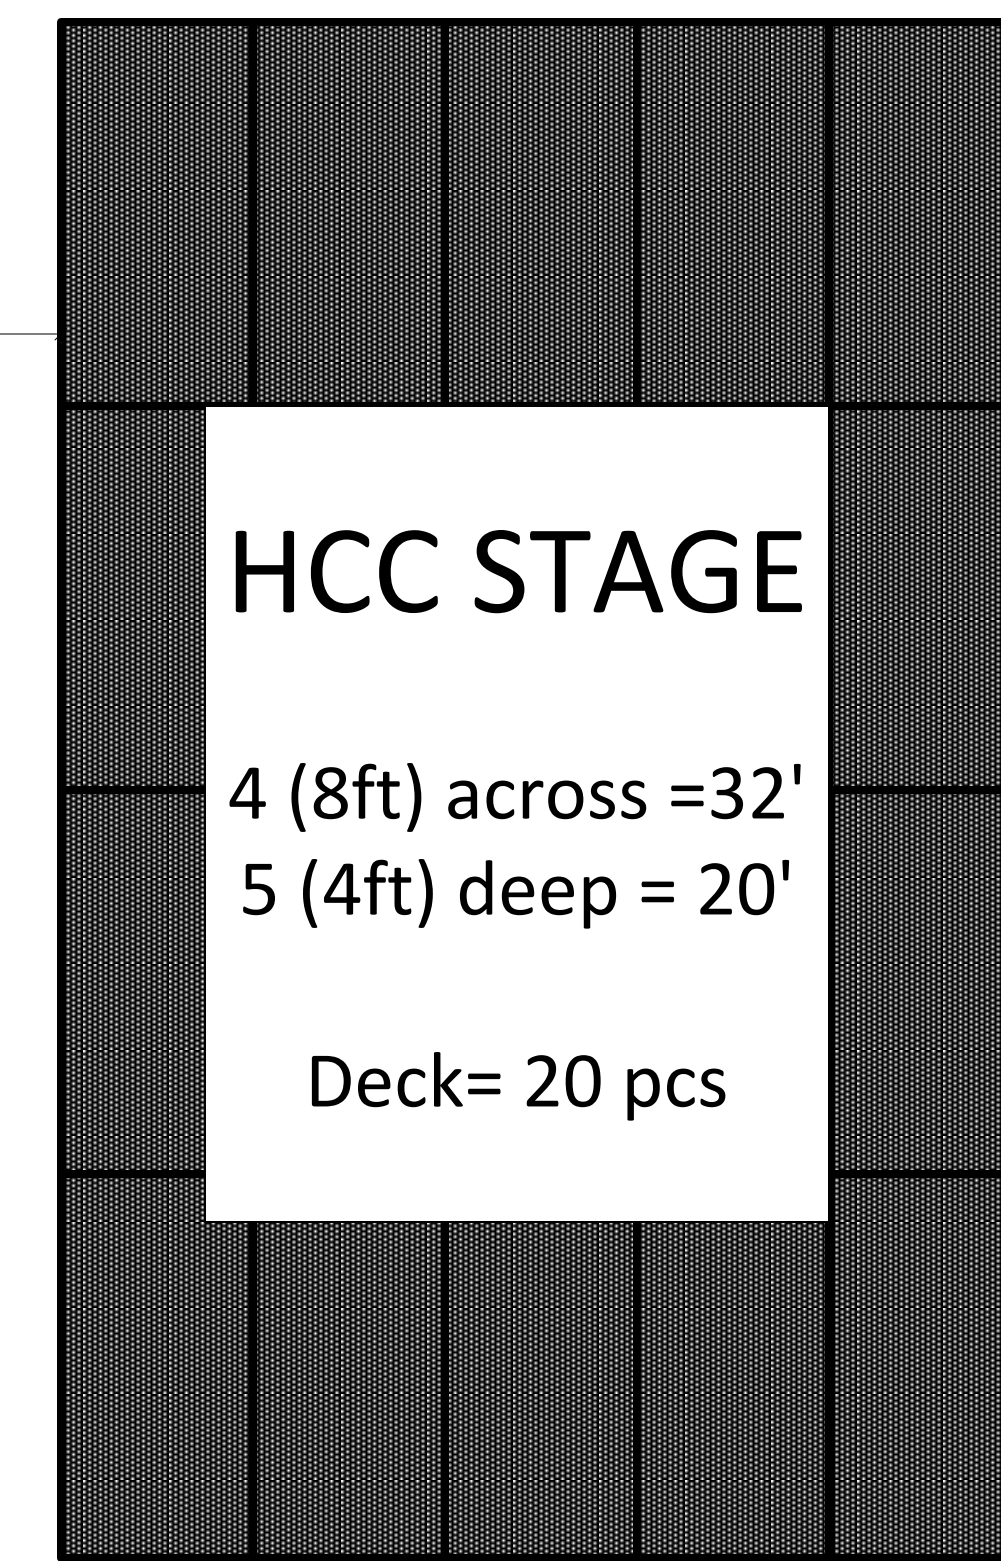 HCC STAGE
4 (8ft) across =32'
5 (4ft) deep = 20'
Deck= 20 pcs